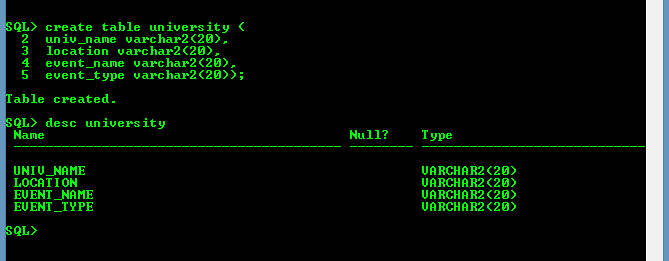 SQL> create table university (
2 univ_name varchar2(20),
3 location varchar2(20),
4 event_name varchar2(20),
5 event_type varchar2(20));
Table created.
SQL> desc university
Name Null? Type
----------------------------------------- -------- ----------------------------
UNIV_NAME VARCHAR2(20)
LOCATION VARCHAR2(20)
EVENT_NAME VARCHAR2(20)
EVENT_TYPE VARCHAR2(20)
SQL>